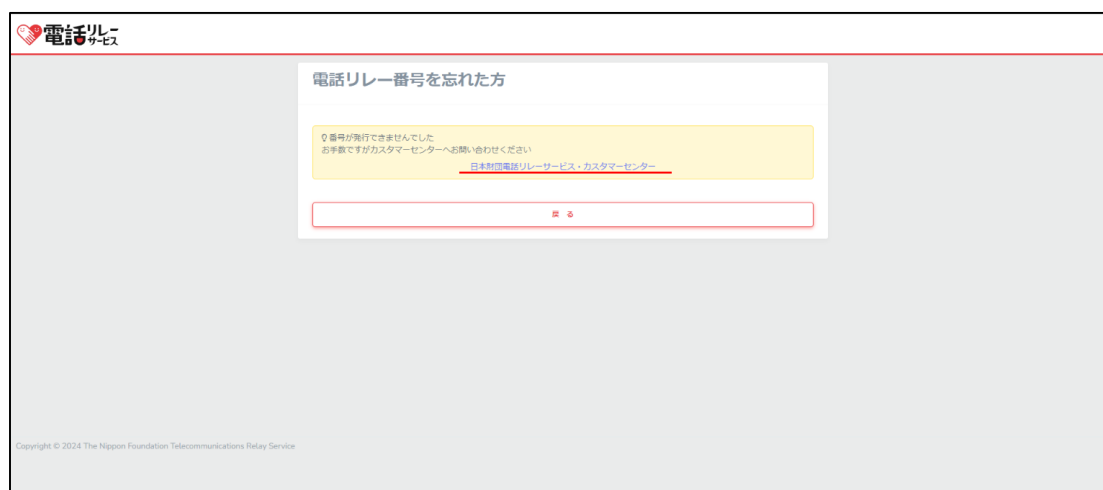 電話リレーサービス
電話リレー番号を忘れた方
番号が発行できませんでした
お手数ですがカスタマーセンターへお問い合わせください
日本財団電話リレーサービス・カスタマーセンター
戻 る
Copyright © 2024 The Nippon Foundation Telecommunications Relay Service